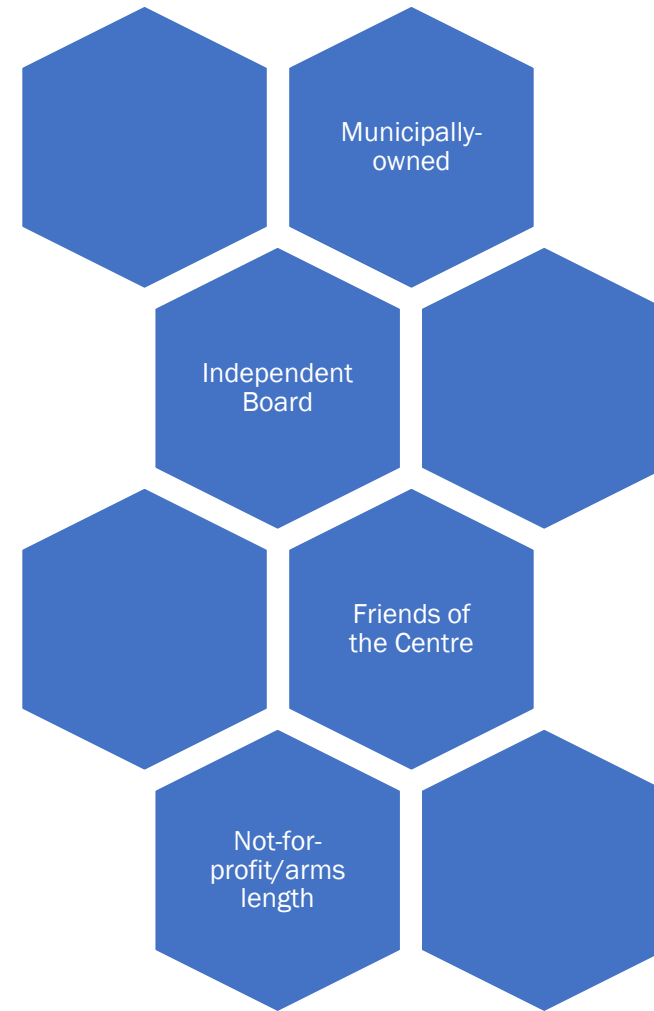 Municipally-
owned
Independent
Board
Friends of
the Centre
Not-for-
profit/arms
length